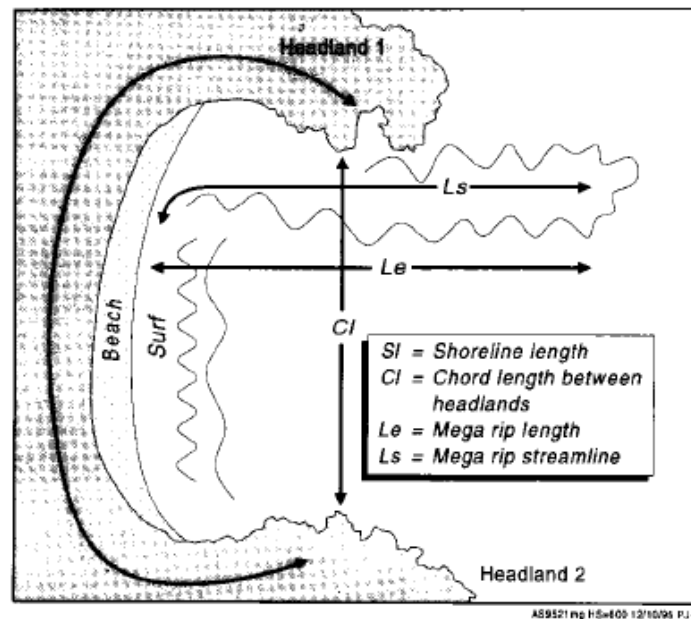 Headland 1
Ls
Le
Beach
Surf
Cl
Sl = Shoreline length
Cl = Chord length between
headlands
Le = Mega rip length
Ls = Mega rip streamline
Headland 2